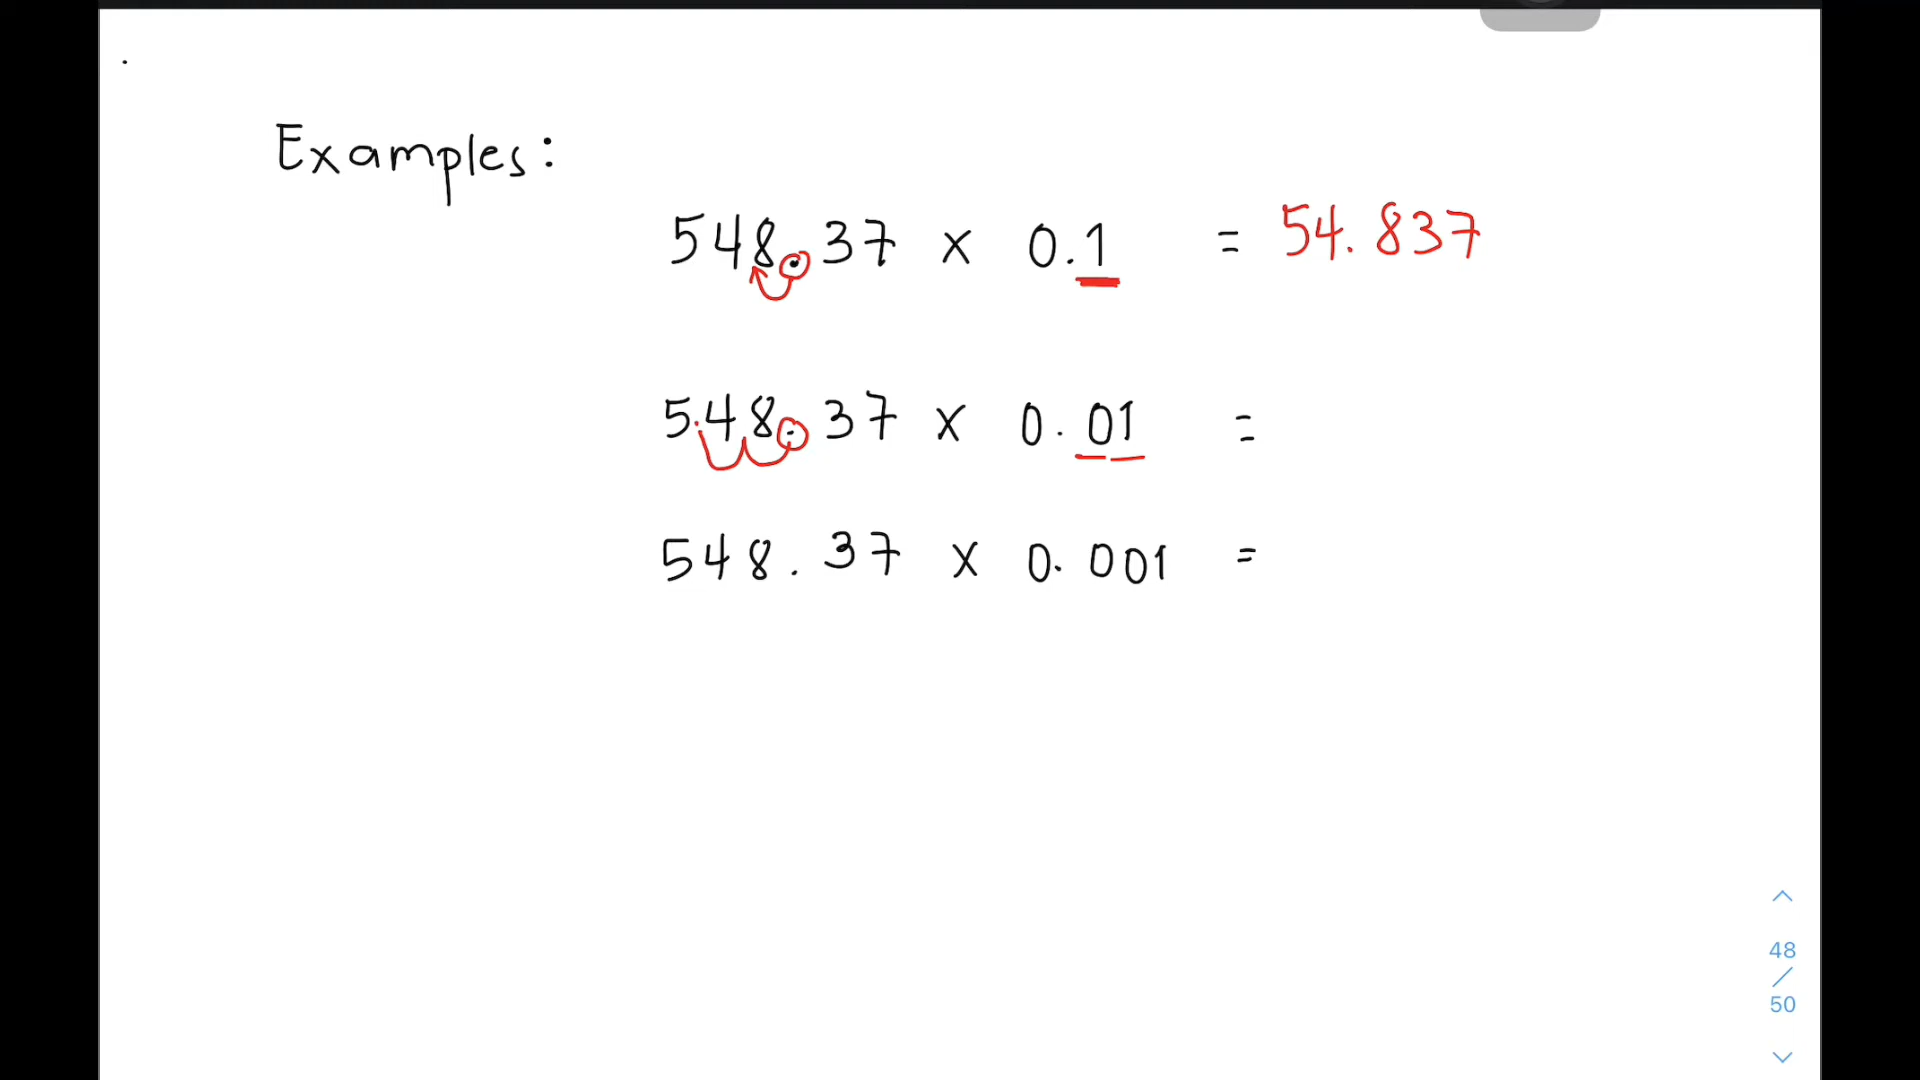 Examples:
548.37 x 0.1 = 54.837
548.37 x 0.01 =
548.37 x 0.001 =
48
/
50